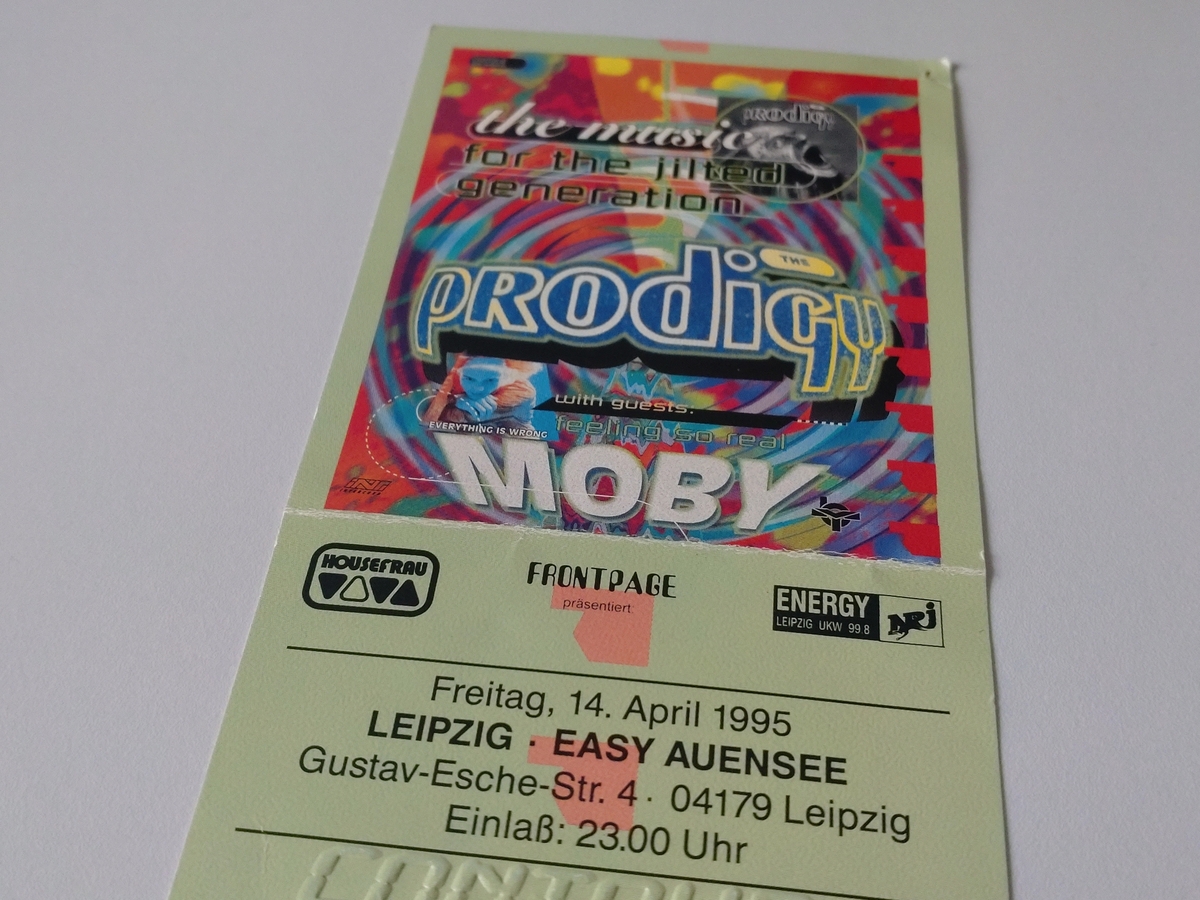 the music
for the jilted
generation
prodigy
THE
prodigy
with guests:
feeling so real
EVERYTHING IS WRONG
MOBY
HOUSEFRAU
VIVA
FRONTPAGE
präsentiert
ENERGY
LEIPZIG UKW 99.8
NRJ
Freitag, 14. April 1995
LEIPZIG · EASY AUENSEE
Gustav-Esche-Str. 4 · 04179 Leipzig
Einlaß: 23.00 Uhr